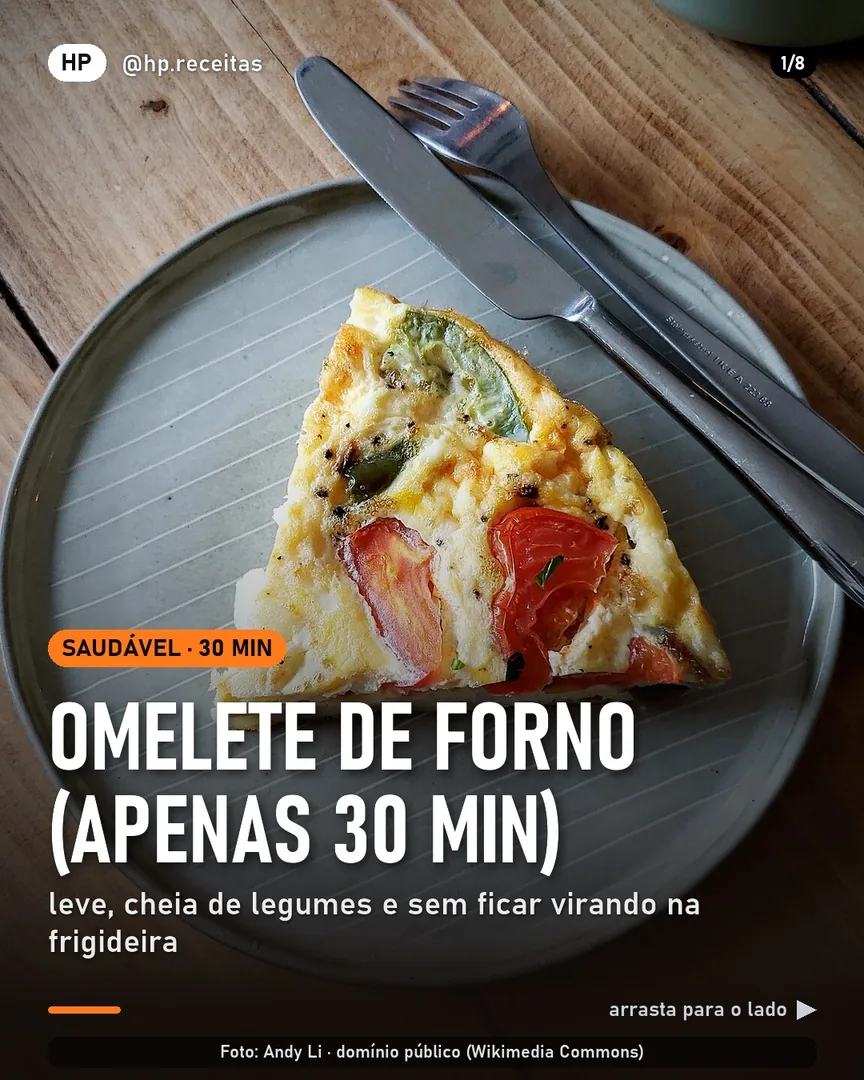 HP @hp.receitas 1/8
SAUDÁVEL · 30 MIN
OMELETE DE FORNO
(APENAS 30 MIN)
leve, cheia de legumes e sem ficar virando na
frigideira
arrasta para o lado ▶
Foto: Andy Li · domínio público (Wikimedia Commons)